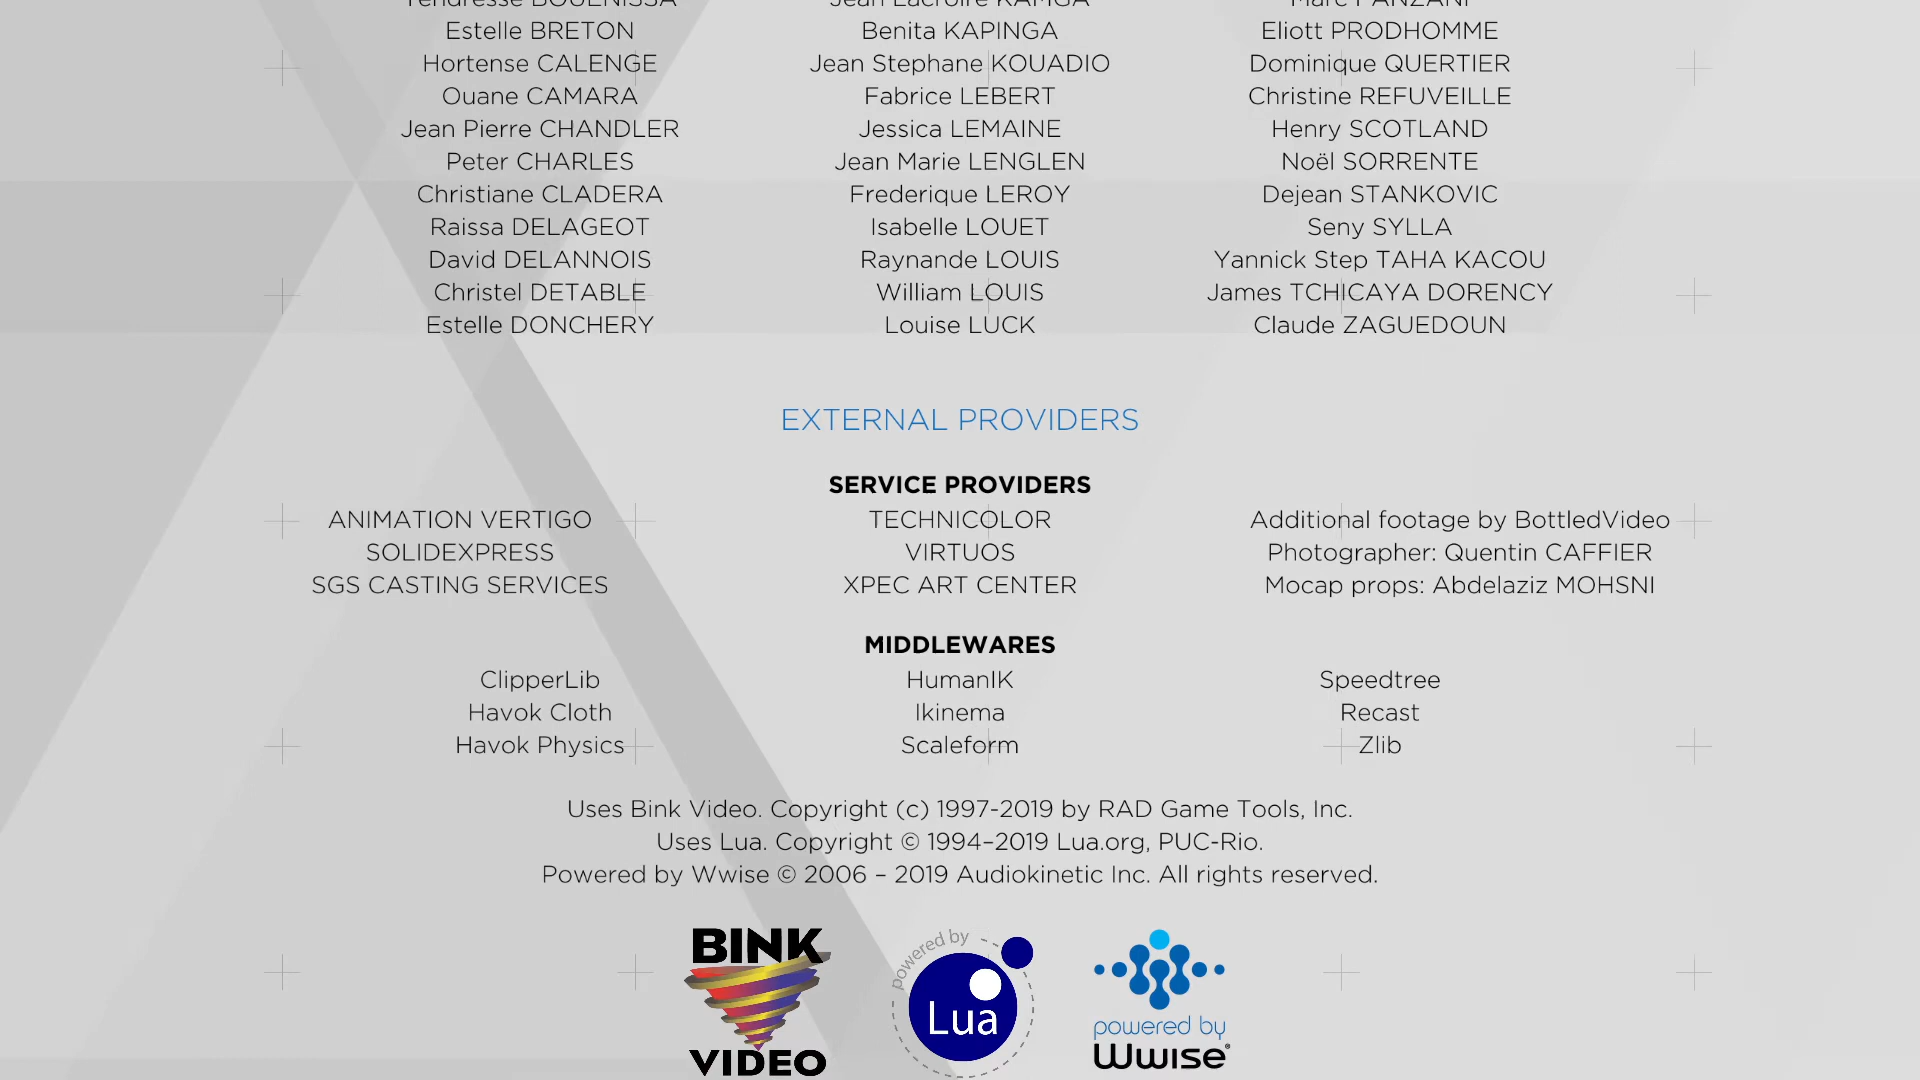 Tendresse BOUENISSA
Estelle BRETON
Hortense CALENGE
Ouane CAMARA
Jean Pierre CHANDLER
Peter CHARLES
Christiane CLADERA
Raissa DELAGEOT
David DELANNOIS
Christel DETABLE
Estelle DONCHERY
Jean Lacroire KAMGA
Benita KAPINGA
Jean Stephane KOUADIO
Fabrice LEBERT
Jessica LEMAINE
Jean Marie LENGLEN
Frederique LEROY
Isabelle LOUET
Raynande LOUIS
William LOUIS
Louise LUCK
Marc PANZANI
Eliott PRODHOMME
Dominique QUERTIER
Christine REFUVEILLE
Henry SCOTLAND
Noël SORRENTE
Dejean STANKOVIC
Seny SYLLA
Yannick Step TAHA KACOU
James TCHICAYA DORENCY
Claude ZAGUEDOUN
EXTERNAL PROVIDERS
SERVICE PROVIDERS
ANIMATION VERTIGO
SOLIDEXPRESS
SGS CASTING SERVICES
TECHNICOLOR
VIRTUOS
XPEC ART CENTER
Additional footage by BottledVideo
Photographer: Quentin CAFFIER
Mocap props: Abdelaziz MOHSNI
MIDDLEWARES
ClipperLib
Havok Cloth
Havok Physics
HumanIK
Ikinema
Scaleform
Speedtree
Recast
Zlib
Uses Bink Video. Copyright (c) 1997-2019 by RAD Game Tools, Inc.
Uses Lua. Copyright © 1994–2019 Lua.org, PUC-Rio.
Powered by Wwise © 2006 – 2019 Audiokinetic Inc. All rights reserved.
BINK
VIDEO
powered by
Lua
powered by
Wwise®